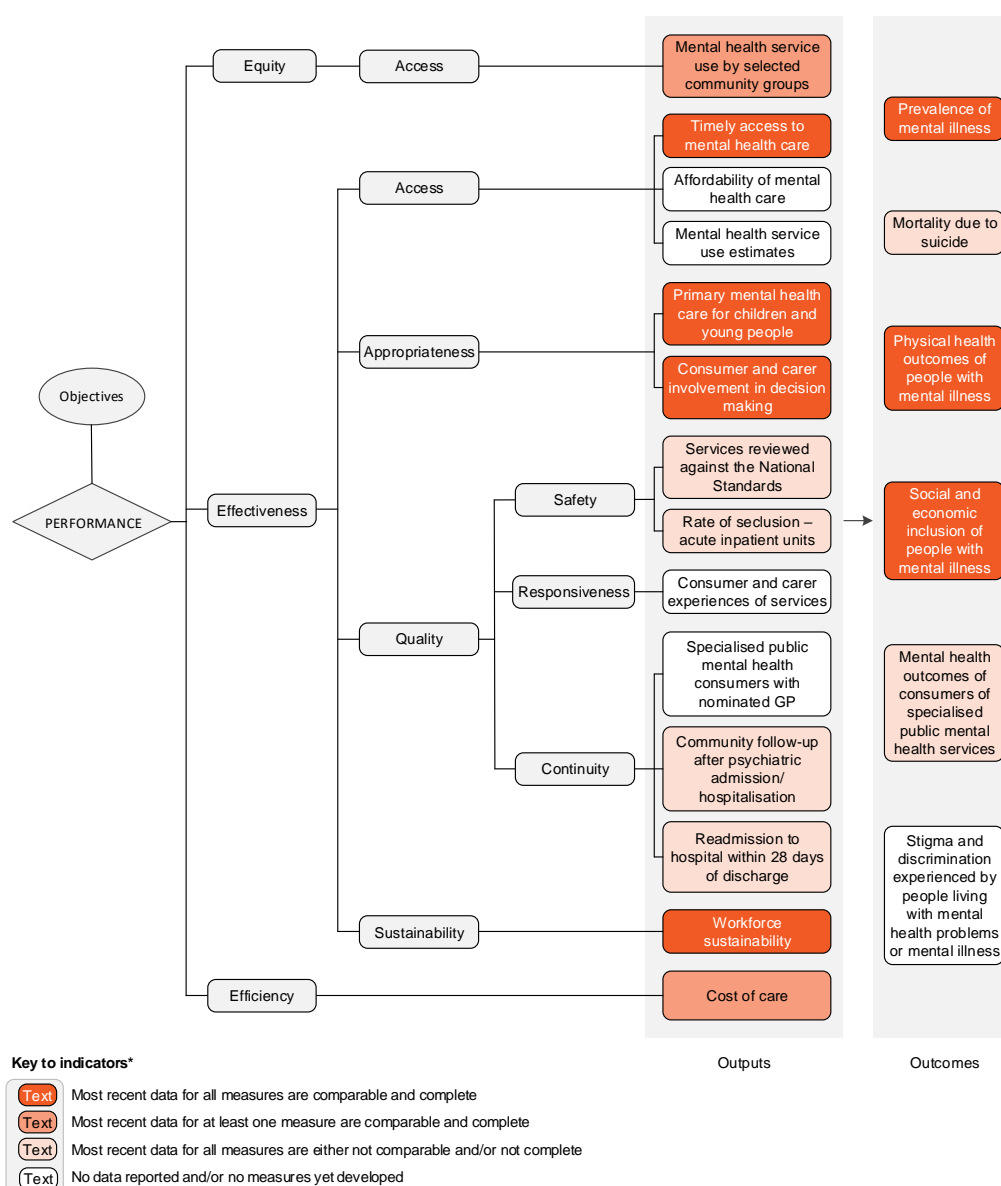 Objectives
PERFORMANCE
Equity
Access
Mental health service
use by selected
community groups
Effectiveness
Access
Timely access to
mental health care
Affordability of mental
health care
Mental health service
use estimates
Appropriateness
Primary mental health
care for children and
young people
Consumer and carer
involvement in decision
making
Quality
Safety
Services reviewed
against the National
Standards
Rate of seclusion –
acute inpatient units
Responsiveness
Consumer and carer
experiences of services
Continuity
Specialised public
mental health
consumers with
nominated GP
Community follow-up
after psychiatric
admission/
hospitalisation
Readmission to
hospital within 28 days
of discharge
Sustainability
Workforce
sustainability
Efficiency
Cost of care
Prevalence of
mental illness
Mortality due to
suicide
Physical health
outcomes of
people with
mental illness
Social and
economic
inclusion of
people with
mental illness
Mental health
outcomes of
consumers of
specialised
public mental
health services
Stigma and
discrimination
experienced by
people living
with mental
health problems
or mental illness
Outputs
Outcomes
Key to indicators*
Text Most recent data for all measures are comparable and complete
Text Most recent data for at least one measure are comparable and complete
Text Most recent data for all measures are either not comparable and/or not complete
Text No data reported and/or no measures yet developed